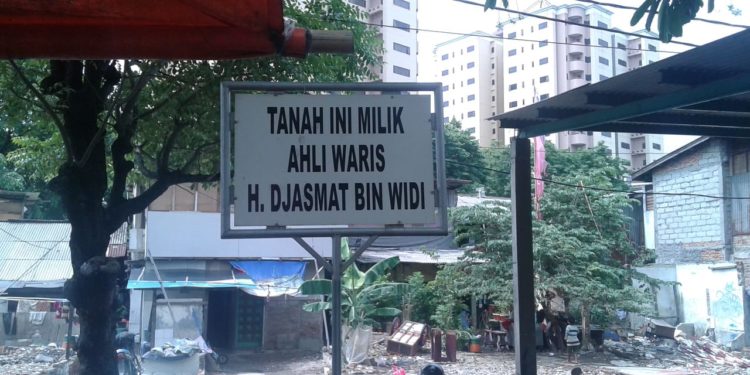 TANAH INI MILIK
AHLI WARIS
H. DJASMAT BIN WIDI